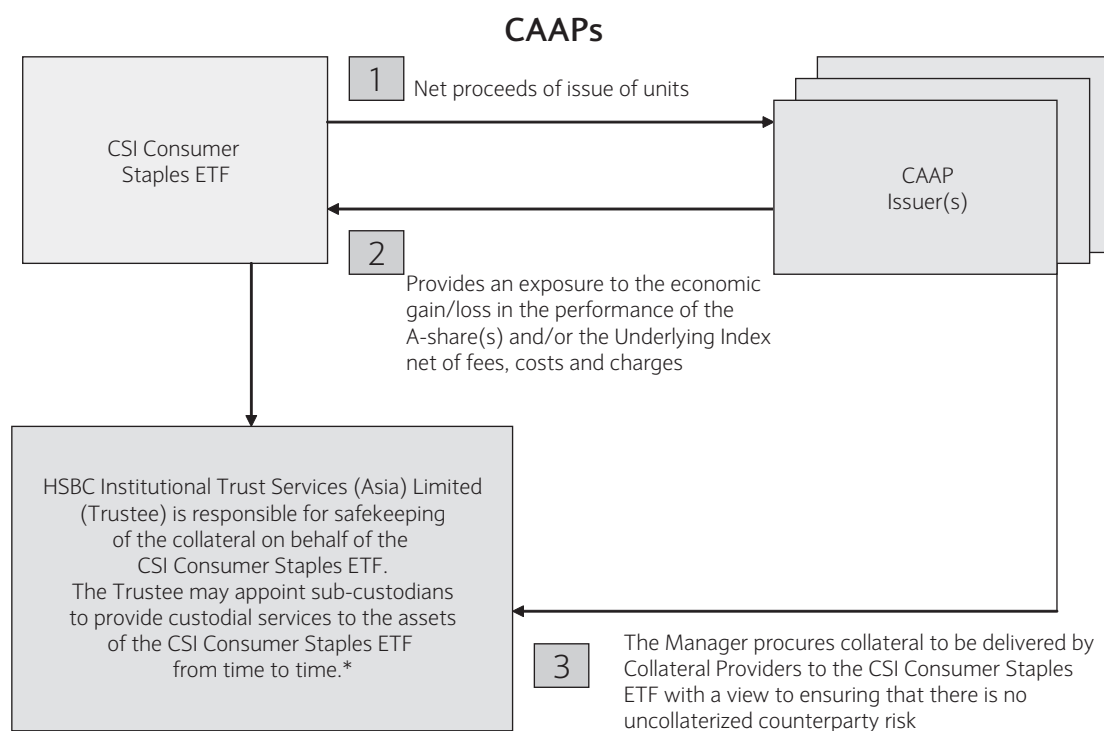 CAAPs
1
Net proceeds of issue of units
CSI Consumer
Staples ETF
CAAP
Issuer(s)
2
Provides an exposure to the economic
gain/loss in the performance of the
A-share(s) and/or the Underlying Index
net of fees, costs and charges
HSBC Institutional Trust Services (Asia) Limited
(Trustee) is responsible for safekeeping
of the collateral on behalf of the
CSI Consumer Staples ETF.
The Trustee may appoint sub-custodians
to provide custodial services to the assets
of the CSI Consumer Staples ETF
from time to time.*
3
The Manager procures collateral to be delivered by
Collateral Providers to the CSI Consumer Staples
ETF with a view to ensuring that there is no
uncollaterized counterparty risk